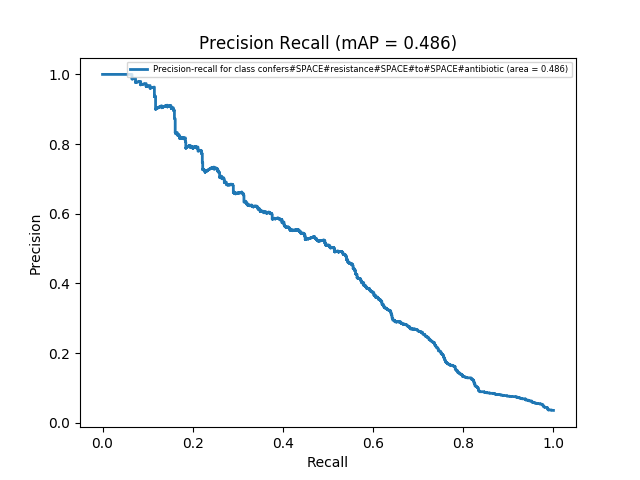 Precision Recall (mAP = 0.486)
Precision-recall for class confers#SPACE#resistance#SPACE#to#SPACE#antibiotic (area = 0.486)
1.0
0.8
0.6
0.4
0.2
0.0
Precision
0.0 0.2 0.4 0.6 0.8 1.0
Recall